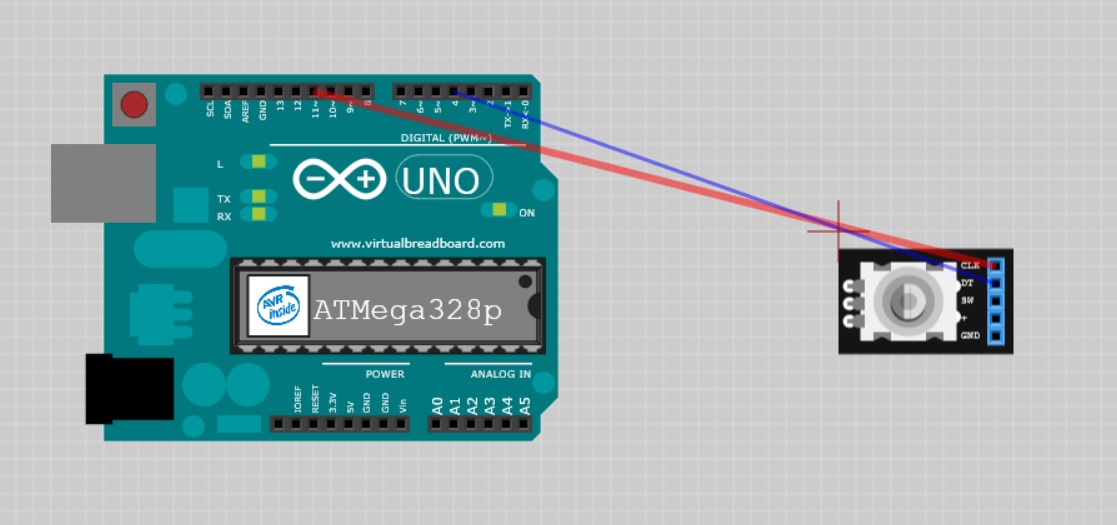 SCL SDA AREF GND 13 12 11~ 10~ 9~ 8 7 6~ 5~ 4 3~ 2 TX->1 RX<-0
DIGITAL (PWM~)
L
TX
RX
UNO
ON
www.virtualbreadboard.com
AVR
inside
ATMega328p
POWER
ANALOG IN
IOREF RESET 3.3V 5V GND GND Vin A0 A1 A2 A3 A4 A5
CLK
DT
SW
+
GND